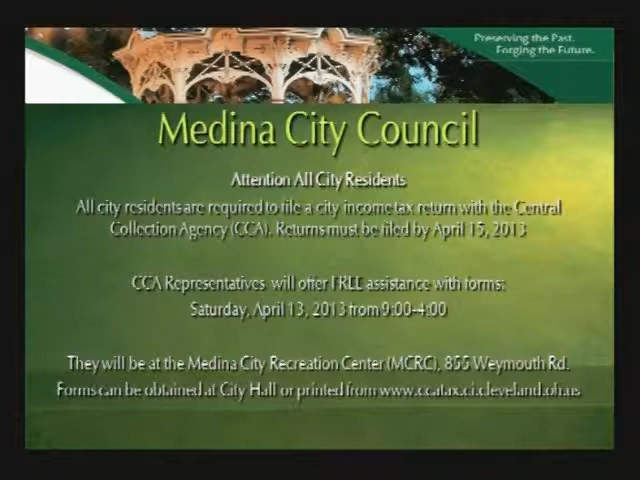 Preserving the Past.
Forging the Future.
Medina City Council
Attention All City Residents
All city residents are required to file a city income tax return with the Central
Collection Agency (CCA). Returns must be filed by April 15, 2013
CCA Representatives will offer FREE assistance with forms:
Saturday, April 13, 2013 from 9:00-4:00
They will be at the Medina City Recreation Center (MCRC), 855 Weymouth Rd.
Forms can be obtained at City Hall or printed from www.ccatax.ci.cleveland.oh.us